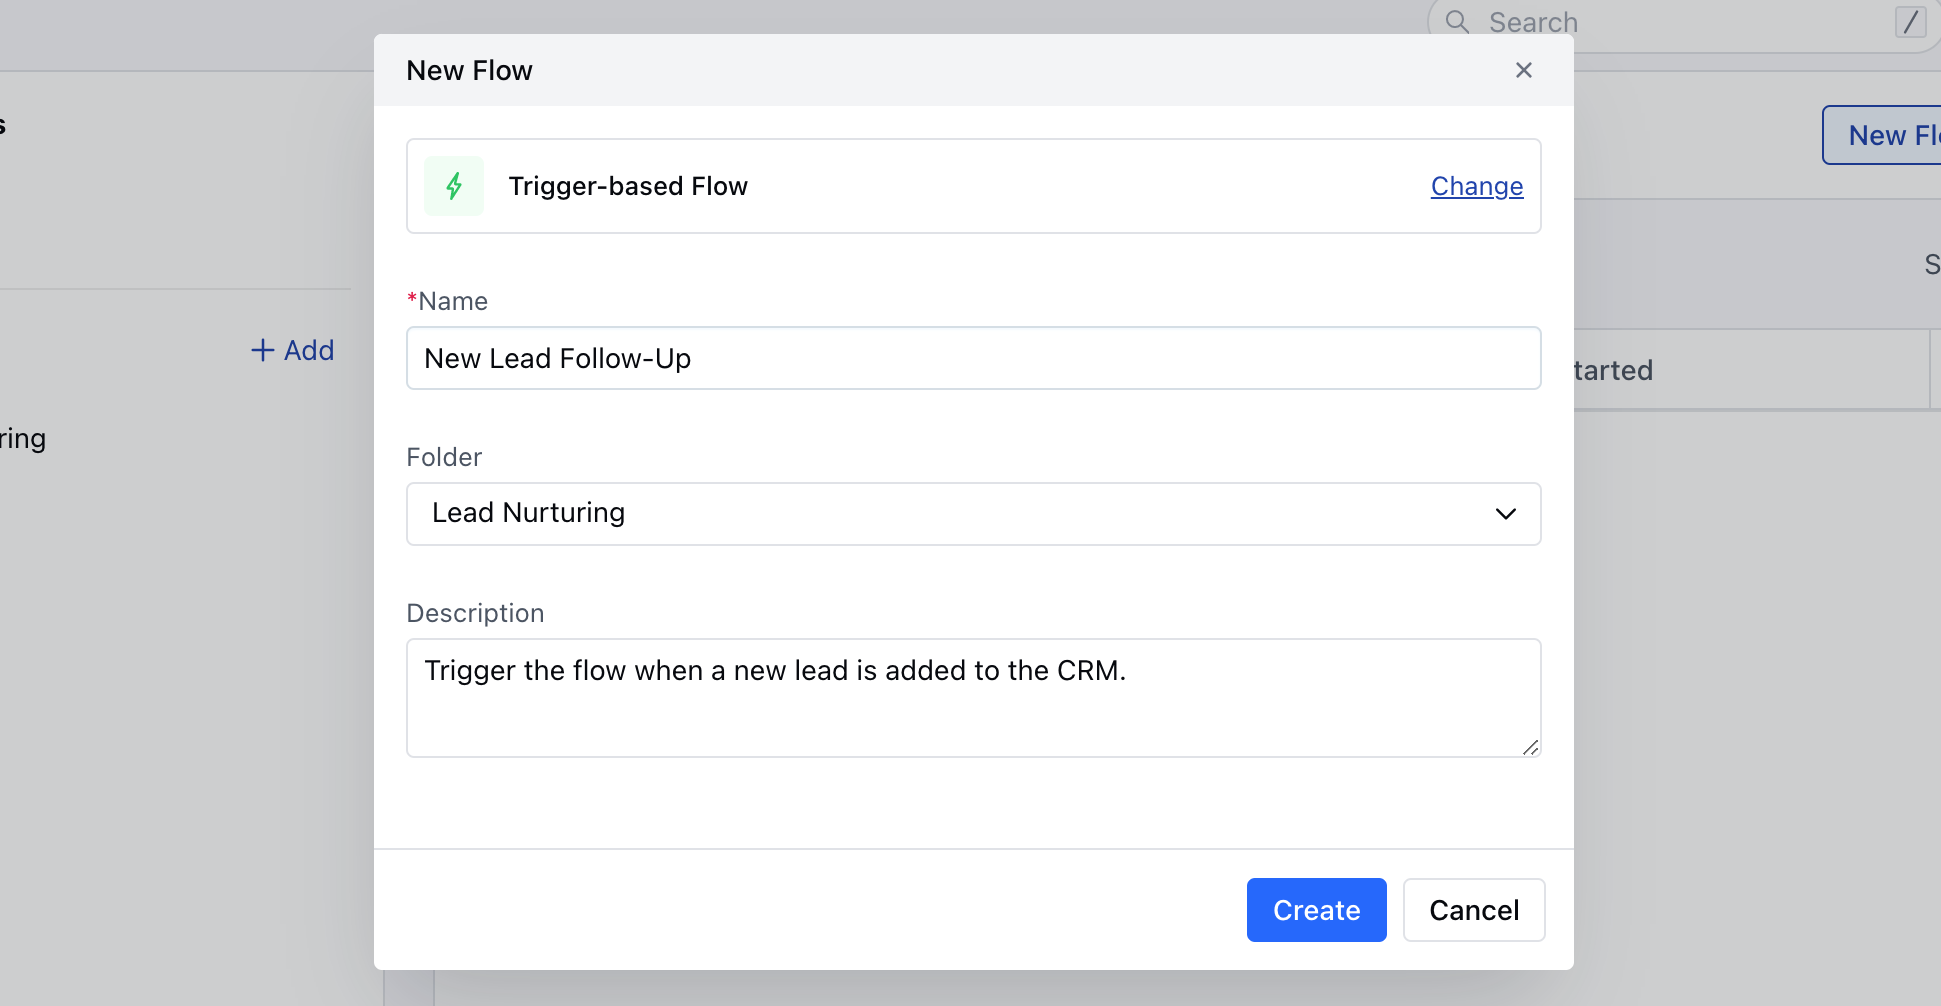 Search
/
New Flow
Trigger-based Flow
Change
*Name
New Lead Follow-Up
+ Add
tarted
ring
Folder
Lead Nurturing
Description
Trigger the flow when a new lead is added to the CRM.
Create
Cancel
New Fl
S
s